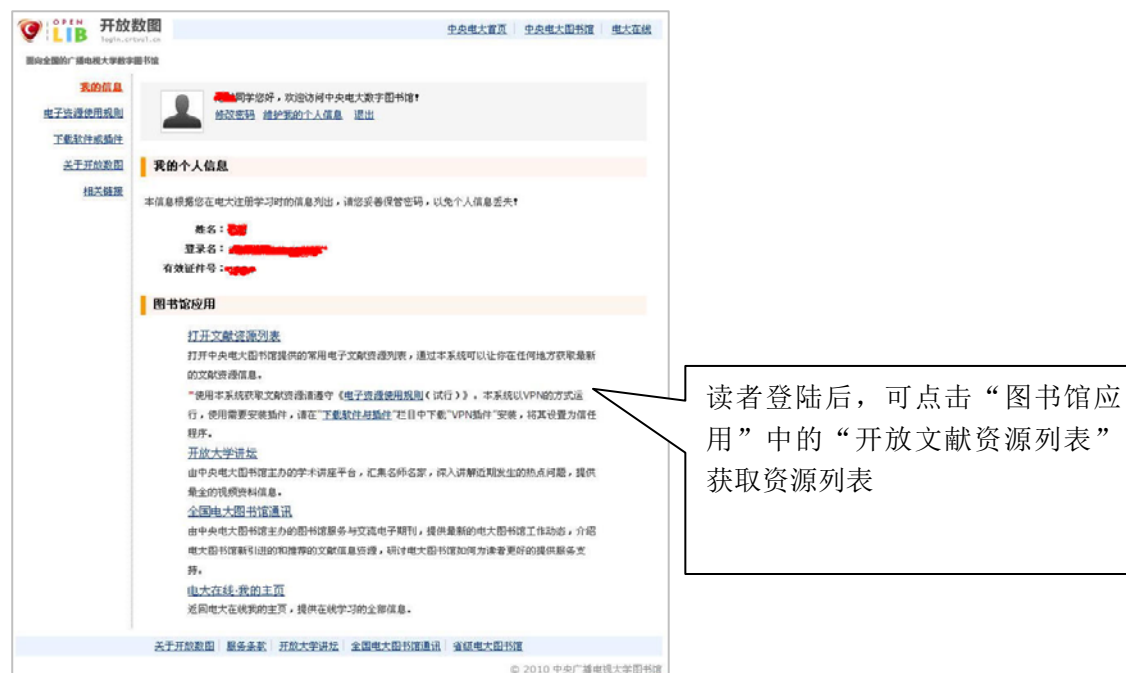 OPEN
LIB 开放数图
中央电大首页 中央电大图书馆 电大在线
面向全国的广播电视大学数字图书馆
我的信息
电子资源使用规则
下载软件或插件
关于开放数图
相关链接
同学您好，欢迎访问中央电大数字图书馆！
修改密码 维护我的个人信息 退出
我的个人信息
本信息根据您在电大注册学习时的信息列出，请您妥善保管密码，以免个人信息丢失！
姓名：
登录名：
有效证件号：
图书馆应用
打开文献资源列表
打开中央电大图书馆提供的常用电子文献资源列表，通过本系统可以让你在任何地方获取最新
的文献资源信息。
*使用本系统获取文献资源请遵守《电子资源使用规则（试行）》。本系统以VPN的方式运
行，使用需要安装插件，请在"下载软件与插件"栏目中下载"VPN插件"安装，将其设置为信任
程序。
开放大学讲坛
由中央电大图书馆主办的学术讲座平台，汇集名师名家，深入讲解近期发生的热点问题，提供
最全的视频资料信息。
全国电大图书馆通讯
由中央电大图书馆主办的图书馆服务与交流电子期刊，提供最新的电大图书馆工作动态，介绍
电大图书馆新引进的和推荐的文献信息资源，研讨电大图书馆如何为读者更好的提供服务支
持。
电大在线·我的主页
返回电大在线我的主页，提供在线学习的全部信息。
关于开放数图 服务条款 开放大学讲坛 全国电大图书馆通讯 省级电大图书馆
© 2010 中央广播电视大学图书馆
读者登陆后，可点击“图书馆应
用”中的“开放文献资源列表”
获取资源列表